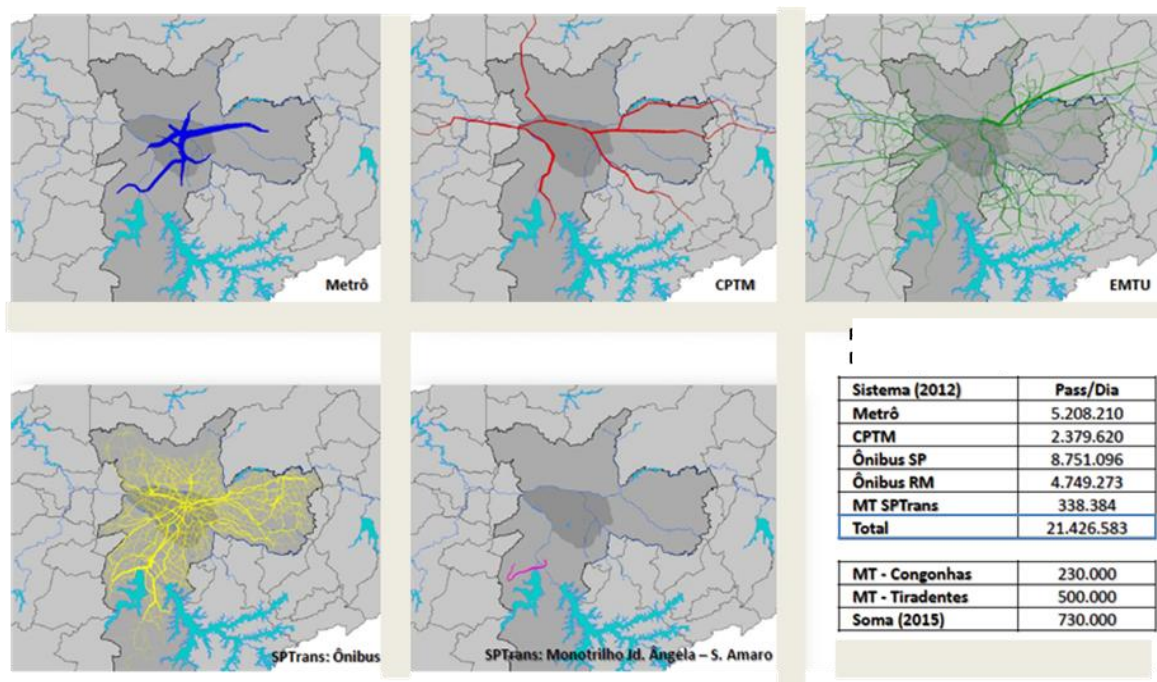 Metrô
CPTM
EMTU
SPTrans: Ônibus
SPTrans: Monotrilho Jd. Ângela – S. Amaro
Sistema (2012) Pass/Dia
Metrô 5.208.210
CPTM 2.379.620
Ônibus SP 8.751.096
Ônibus RM 4.749.273
MT SPTrans 338.384
Total 21.426.583
MT - Congonhas 230.000
MT - Tiradentes 500.000
Soma (2015) 730.000